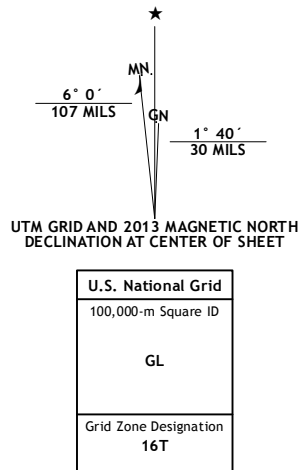 MN.
GN
6° 0´
107 MILS
1° 40´
30 MILS
UTM GRID AND 2013 MAGNETIC NORTH
DECLINATION AT CENTER OF SHEET
U.S. National Grid
100,000-m Square ID
GL
Grid Zone Designation
16T